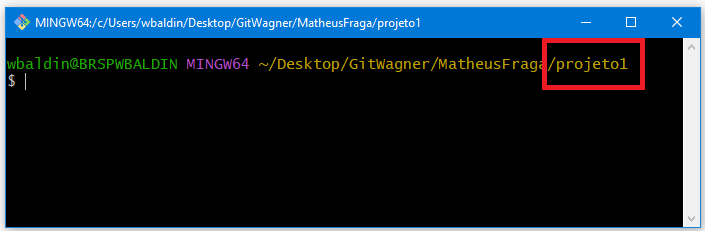 MINGW64:/c/Users/wbaldin/Desktop/GitWagner/MatheusFraga/projeto1
wbaldin@BRSPWBALDIN MINGW64 ~/Desktop/GitWagner/MatheusFraga/projeto1
$